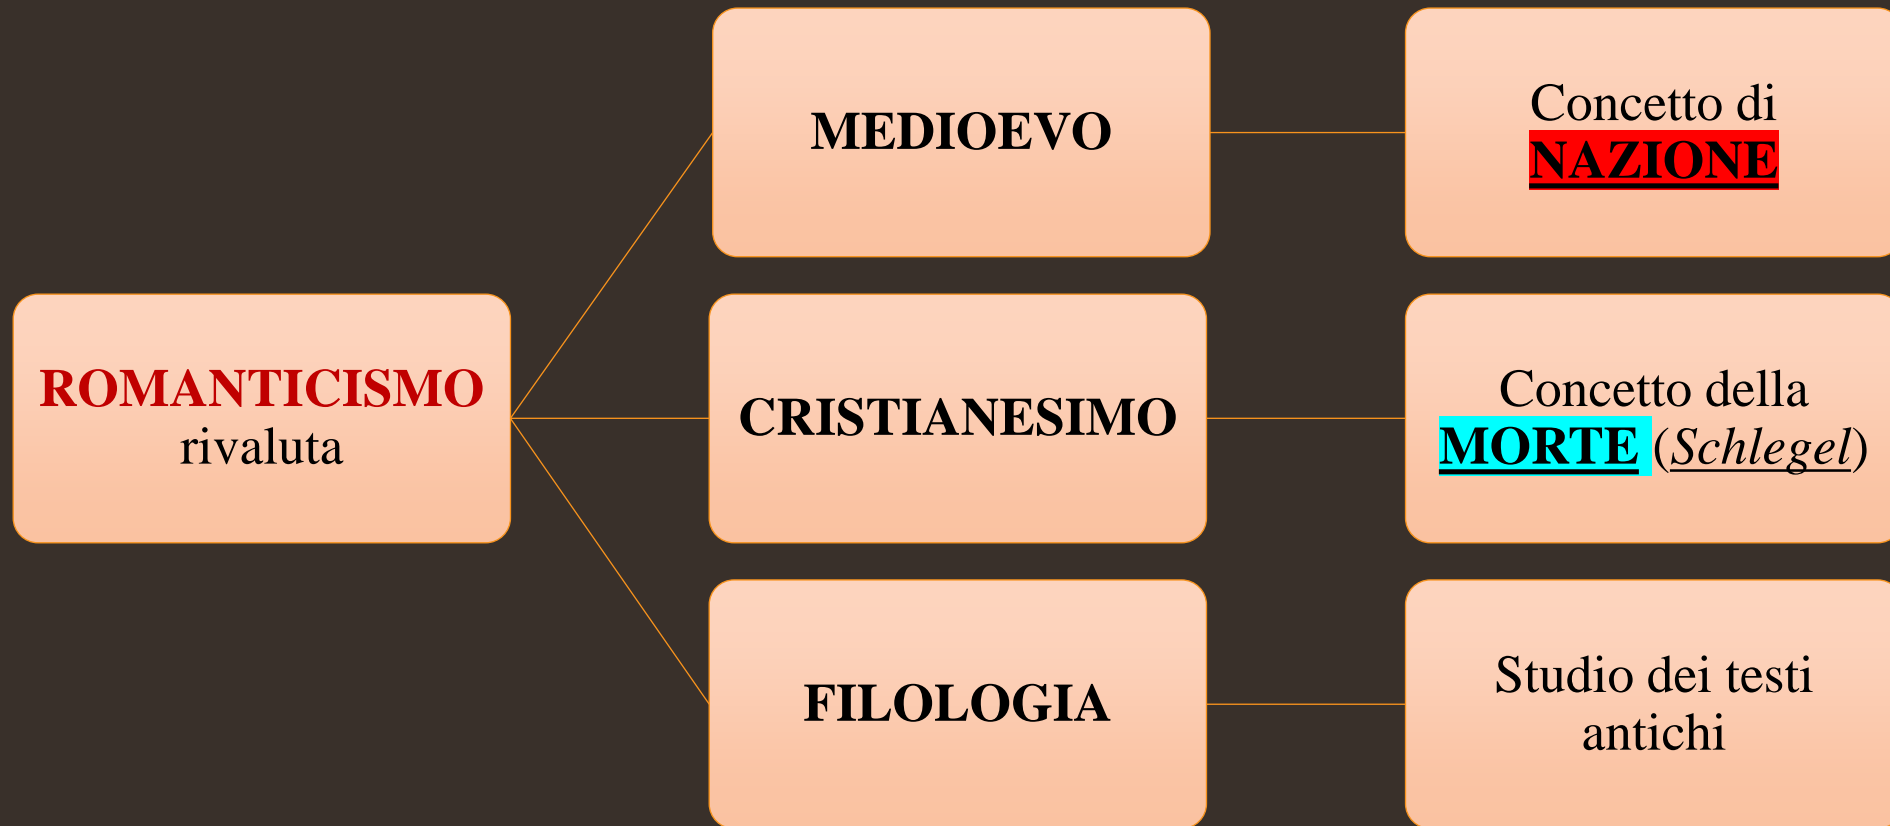 ROMANTICISMO
rivaluta
MEDIOEVO
Concetto di
NAZIONE
CRISTIANESIMO
Concetto della
MORTE (Schlegel)
FILOLOGIA
Studio dei testi
antichi